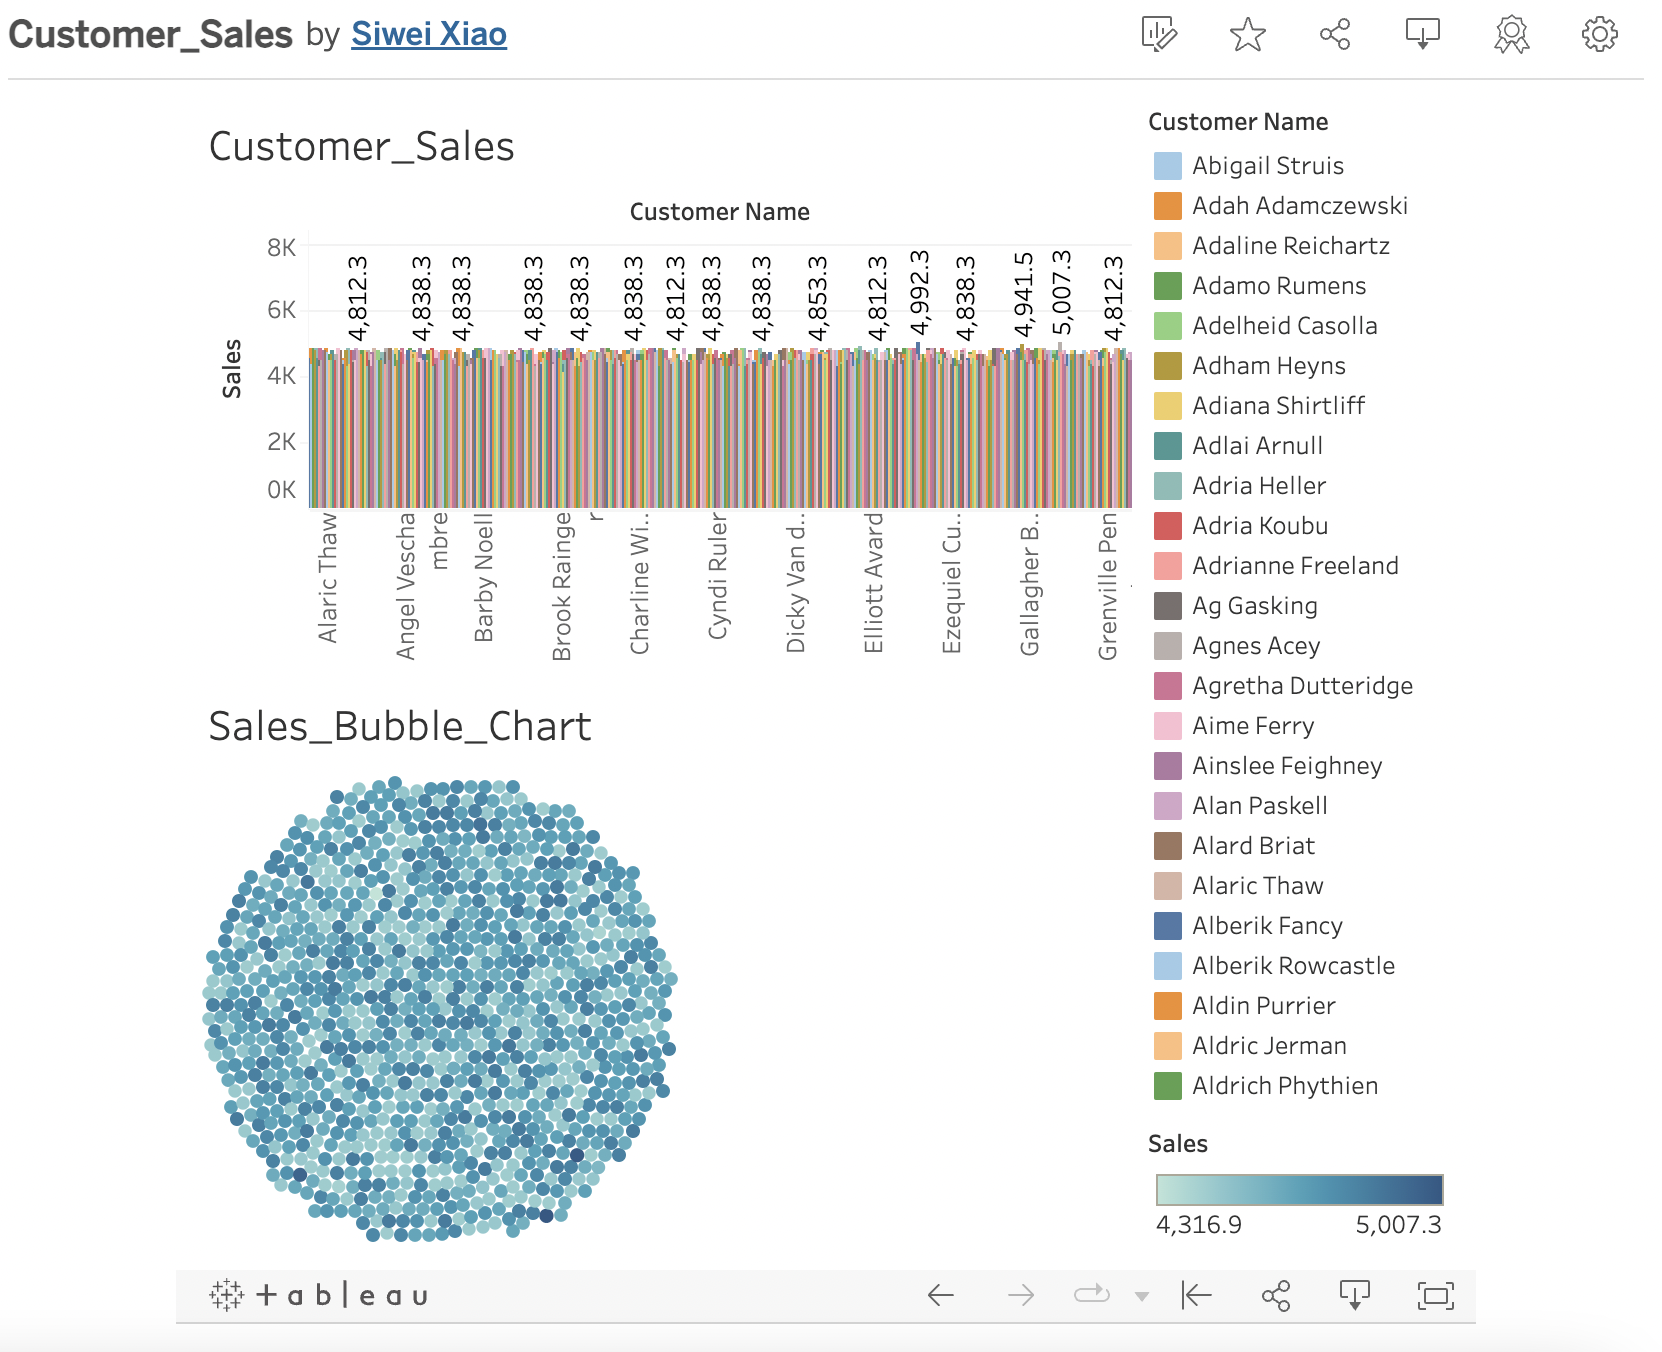 Customer_Sales by Siwei Xiao
Customer_Sales
Customer Name
Sales
8K
6K
4K
2K
0K
4,812.3
4,838.3
4,838.3
4,838.3
4,838.3
4,838.3
4,812.3
4,838.3
4,838.3
4,853.3
4,812.3
4,992.3
4,838.3
4,941.5
5,007.3
4,812.3
Alaric Thaw
Angel Vescha
mbre
Barby Noell
Brook Rainge
r
Charline Wi..
Cyndi Ruler
Dicky Van d..
Elliott Avard
Ezequiel Cu..
Gallagher B..
Grenville Pen
Sales_Bubble_Chart
Customer Name
Abigail Struis
Adah Adamczewski
Adaline Reichartz
Adamo Rumens
Adelheid Casolla
Adham Heyns
Adiana Shirtliff
Adlai Arnull
Adria Heller
Adria Koubu
Adrianne Freeland
Ag Gasking
Agnes Acey
Agretha Dutteridge
Aime Ferry
Ainslee Feighney
Alan Paskell
Alard Briat
Alaric Thaw
Alberik Fancy
Alberik Rowcastle
Aldin Purrier
Aldric Jerman
Aldrich Phythien
Sales
4,316.9 5,007.3
tableau